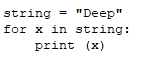 string = "Deep"
for x in string:
    print (x)